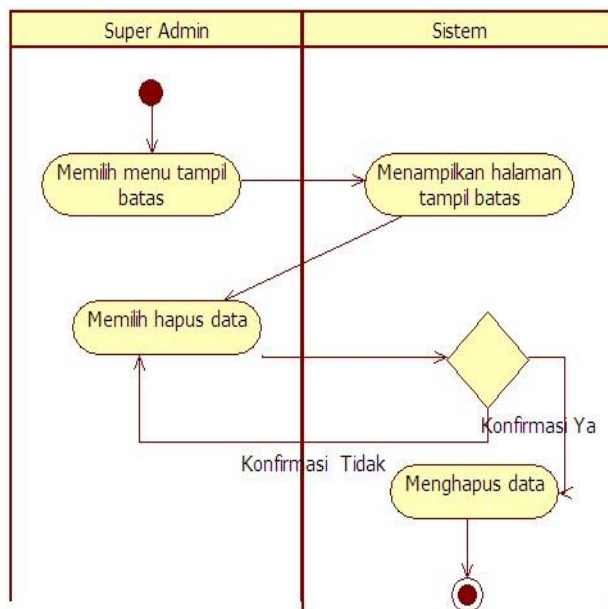 Super Admin
Sistem
Memilih menu tampil
batas
Menampilkan halaman
tampil batas
Memilih hapus data
Konfirmasi Ya
Konfirmasi  Tidak
Menghapus data